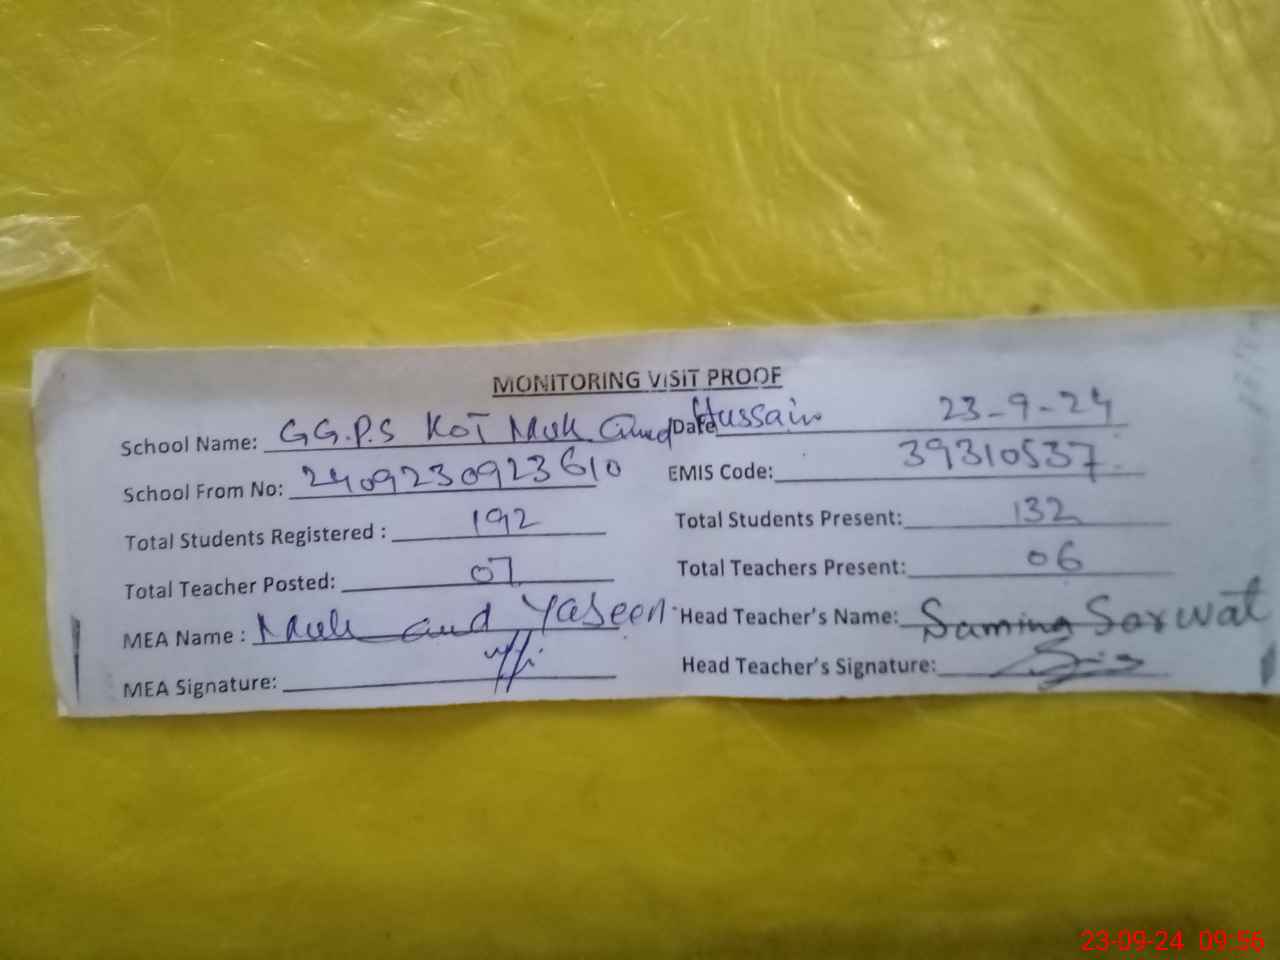 MONITORING VISIT PROOF
School Name: G.G.P.S KOT Muhammad Hussain Date 23-9-24
School From No: 2409230923610 EMIS Code: 39310537
Total Students Registered : 192 Total Students Present: 132
Total Teacher Posted: 07 Total Teachers Present: 06
MEA Name : Muhammad Yaseen Head Teacher's Name: Samina Sarwat
MEA Signature: Head Teacher's Signature:
23-09-24 09:56